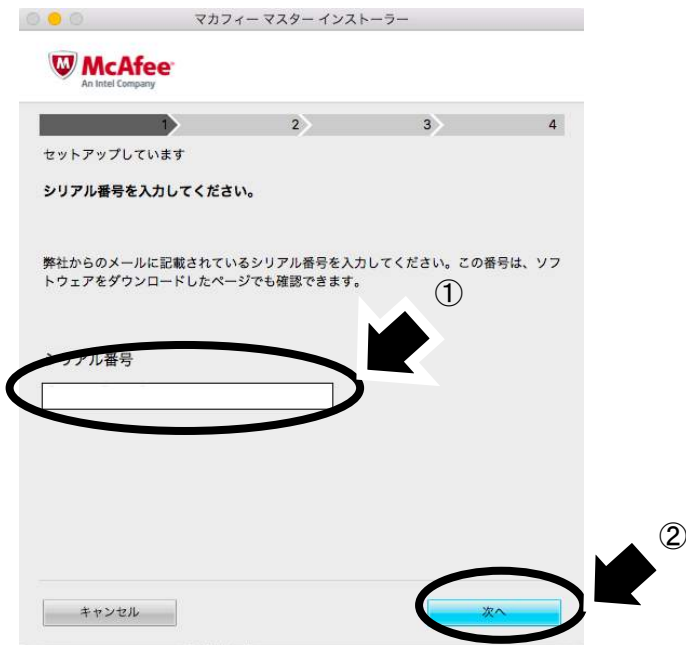 マカフィー マスター インストーラー
McAfee
An Intel Company
1 2 3 4
セットアップしています
シリアル番号を入力してください。
弊社からのメールに記載されているシリアル番号を入力してください。この番号は、ソフ
トウェアをダウンロードしたページでも確認できます。
①
シリアル番号
②
キャンセル 次へ